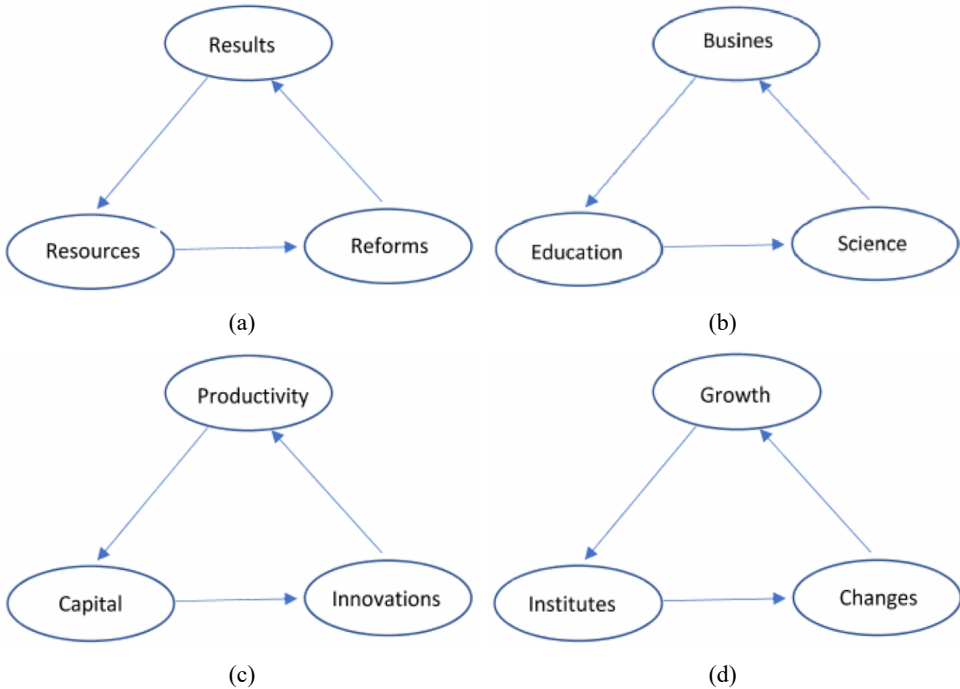 Results
Busines
Resources
Reforms
Education
Science
(a)
(b)
Productivity
Growth
Capital
Innovations
Institutes
Changes
(c)
(d)